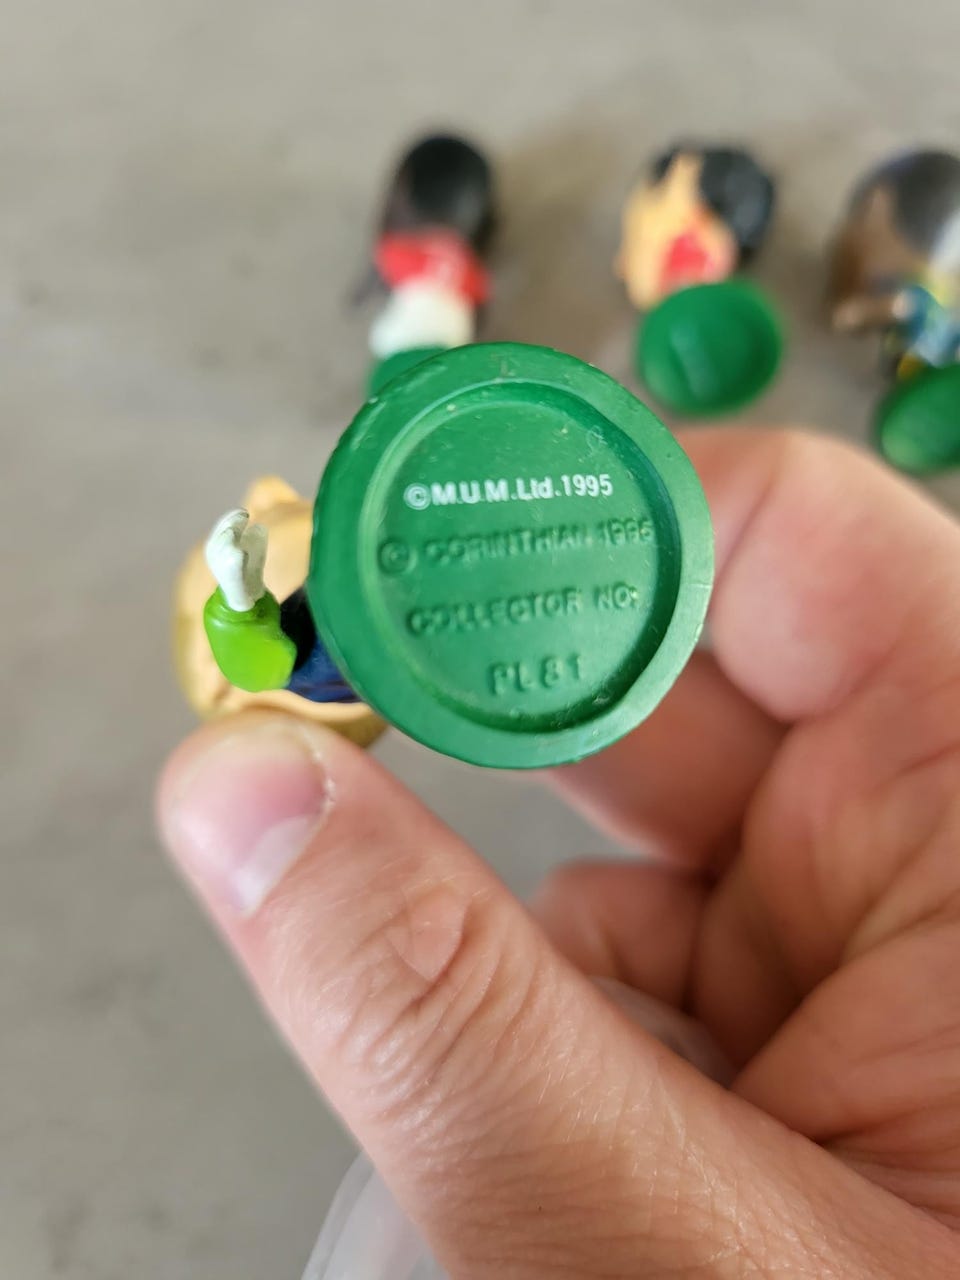 ©M.U.M.Ltd.1995
© CORINTHIAN 1995
COLLECTOR NO:
PL81